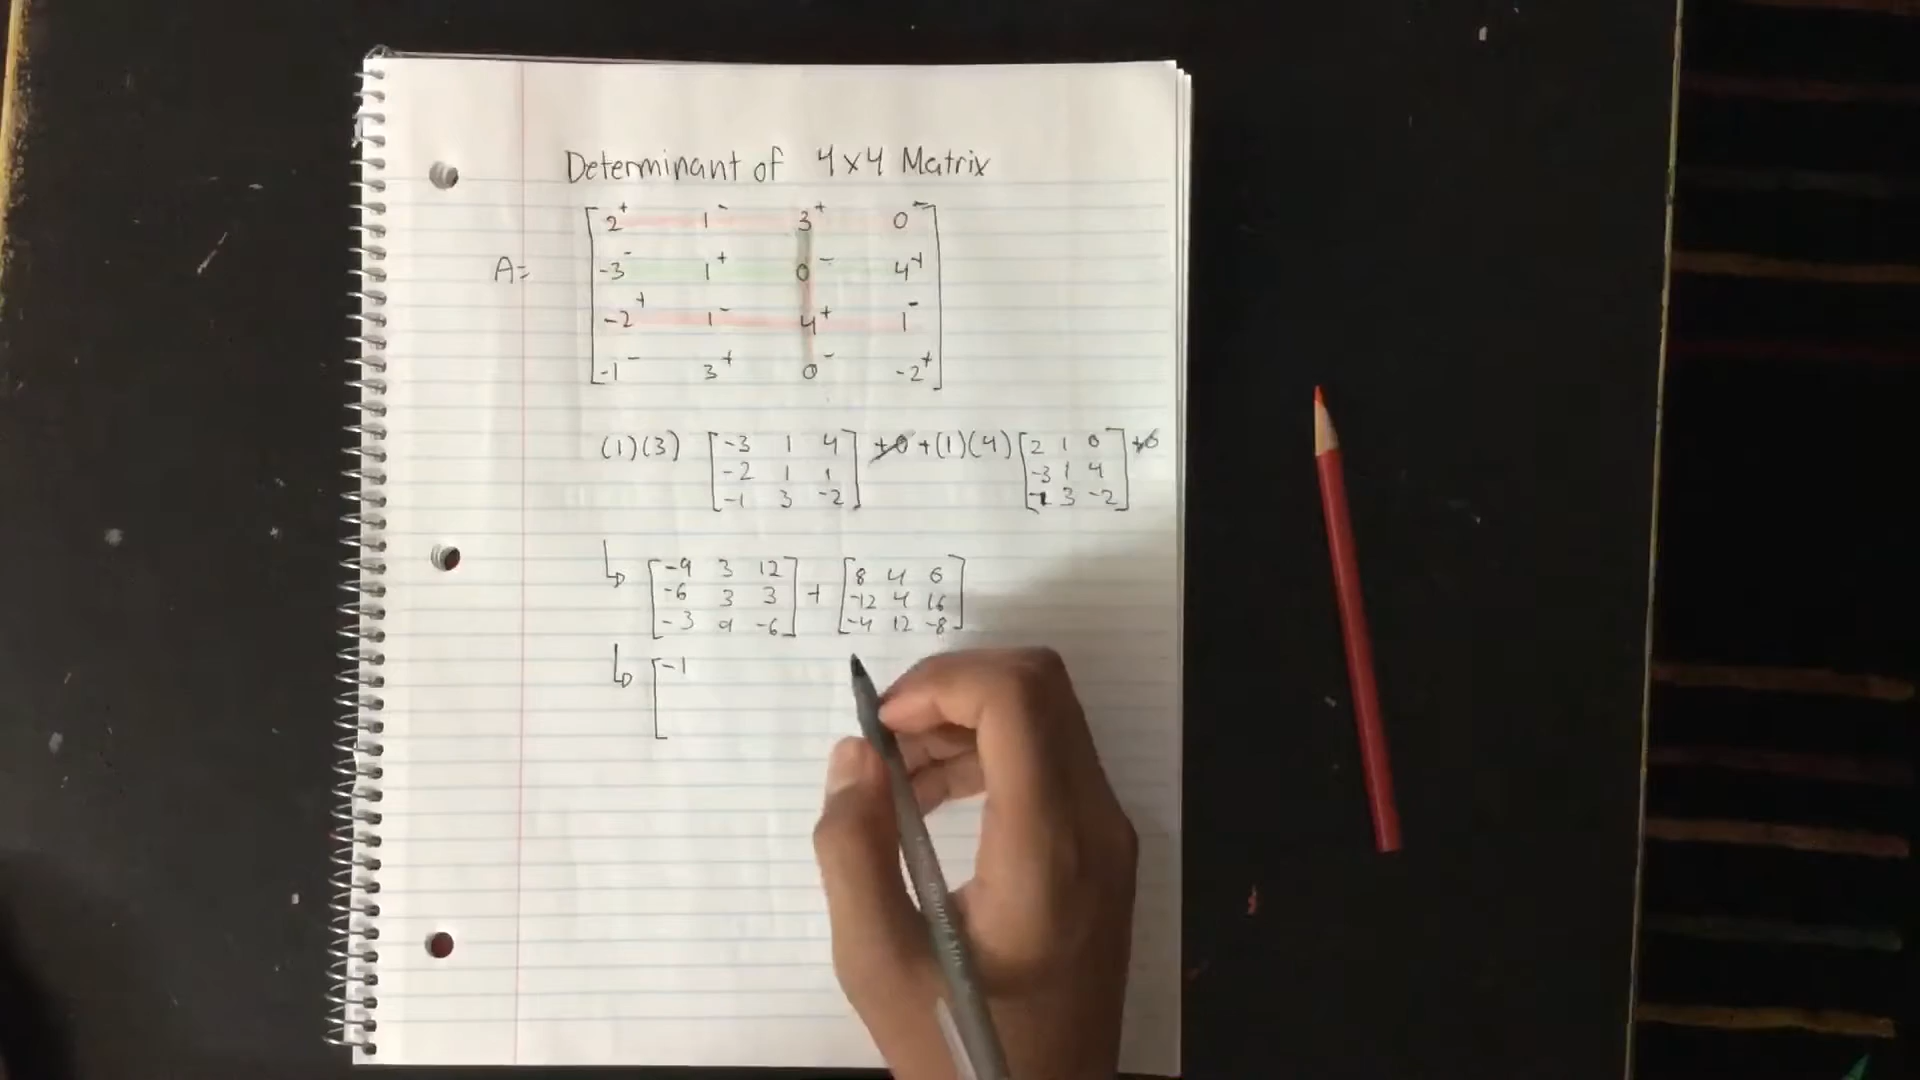 Determinant of 4x4 Matrix
A= [2⁺ 1⁻ 3⁺ 0⁻
-3⁻ 1⁺ 0⁻ 4⁺
-2⁺ 1⁻ 4⁺ 1⁻
-1⁻ 3⁺ 0⁻ -2⁺]
(1)(3) [-3 1 4] +0 + (1)(4) [2 1 0] +0
-2 1 1 -3 1 4
-1 3 -2 -1 3 -2
[-9 3 12] + [8 4 0]
-6 3 3 -12 4 16
-3 9 -6 -4 12 -8
[-1